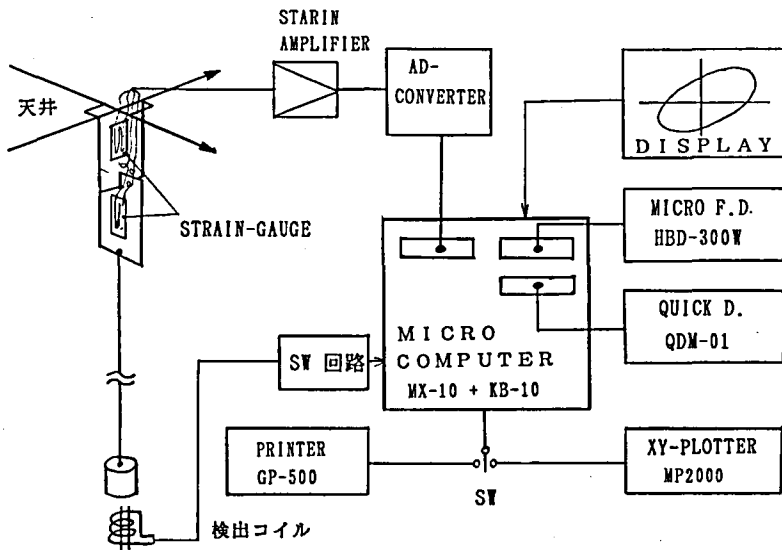 STARIN
AMPLIFIER
AD-
CONVERTER
天井
DISPLAY
STRAIN-GAUGE
MICRO F.D.
HBD-300W
QUICK D.
QDM-01
MICRO
COMPUTER
MX-10 + KB-10
SW 回路
PRINTER
GP-500
SW
XY-PLOTTER
MP2000
検出コイル